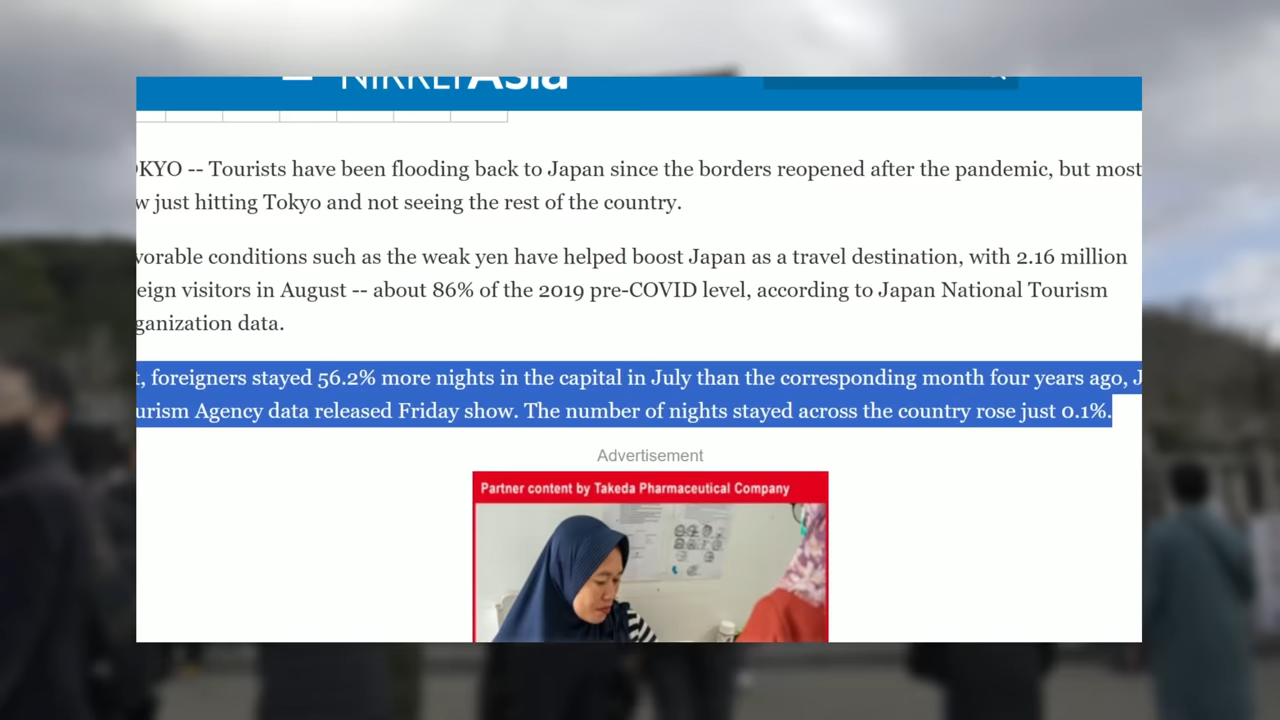 NIKKEI Asia
OKYO -- Tourists have been flooding back to Japan since the borders reopened after the pandemic, but most
w just hitting Tokyo and not seeing the rest of the country.
vorable conditions such as the weak yen have helped boost Japan as a travel destination, with 2.16 million
eign visitors in August -- about 86% of the 2019 pre-COVID level, according to Japan National Tourism
ganization data.
t, foreigners stayed 56.2% more nights in the capital in July than the corresponding month four years ago, J
urism Agency data released Friday show. The number of nights stayed across the country rose just 0.1%.
Advertisement
Partner content by Takeda Pharmaceutical Company